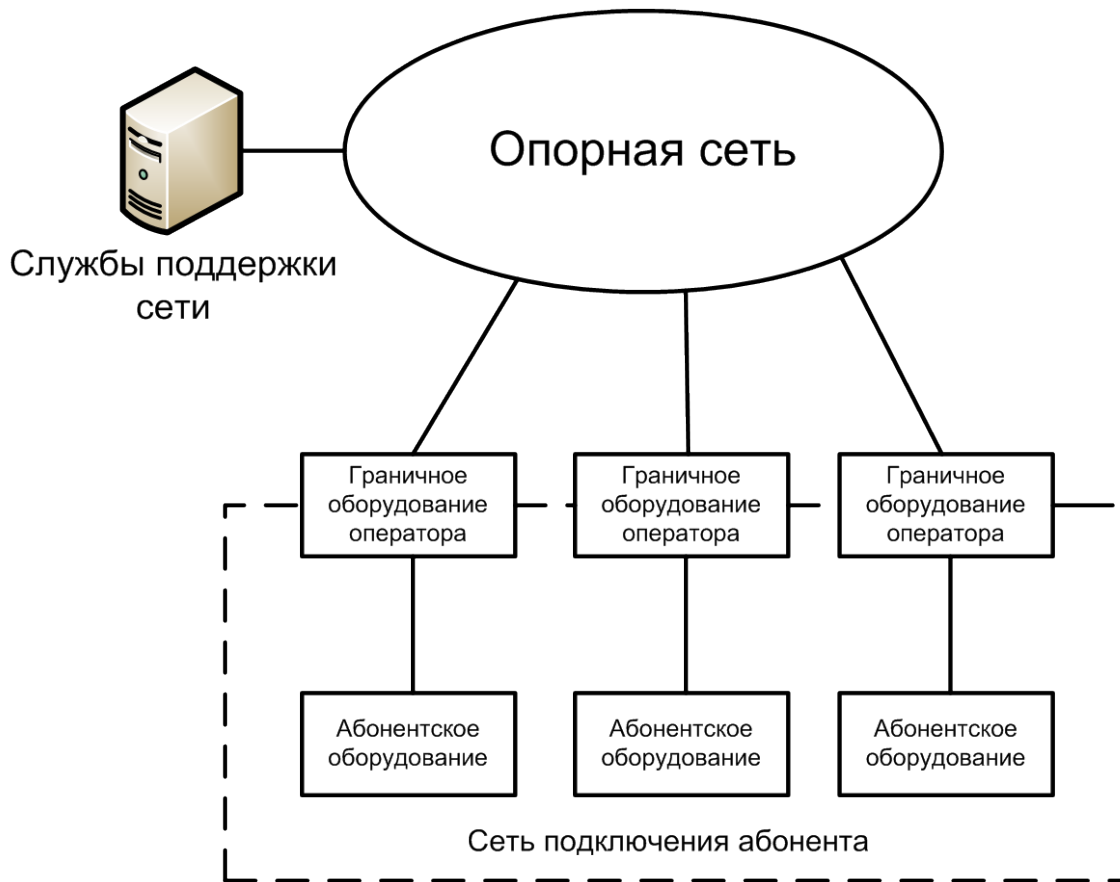 Опорная сеть
Службы поддержки
сети
Граничное
оборудование
оператора
Граничное
оборудование
оператора
Граничное
оборудование
оператора
Абонентское
оборудование
Абонентское
оборудование
Абонентское
оборудование
Сеть подключения абонента